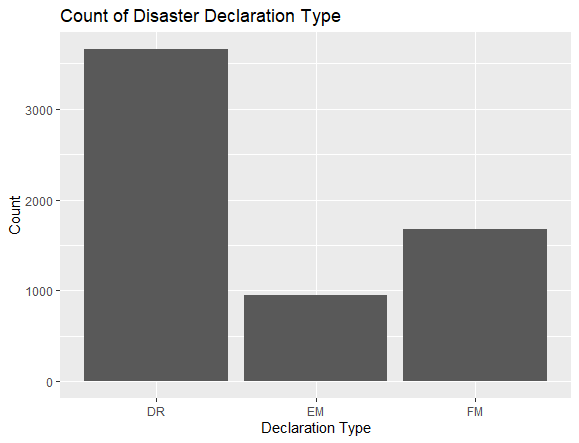 Count of Disaster Declaration Type
Count
3000
2000
1000
0
DR EM FM
Declaration Type